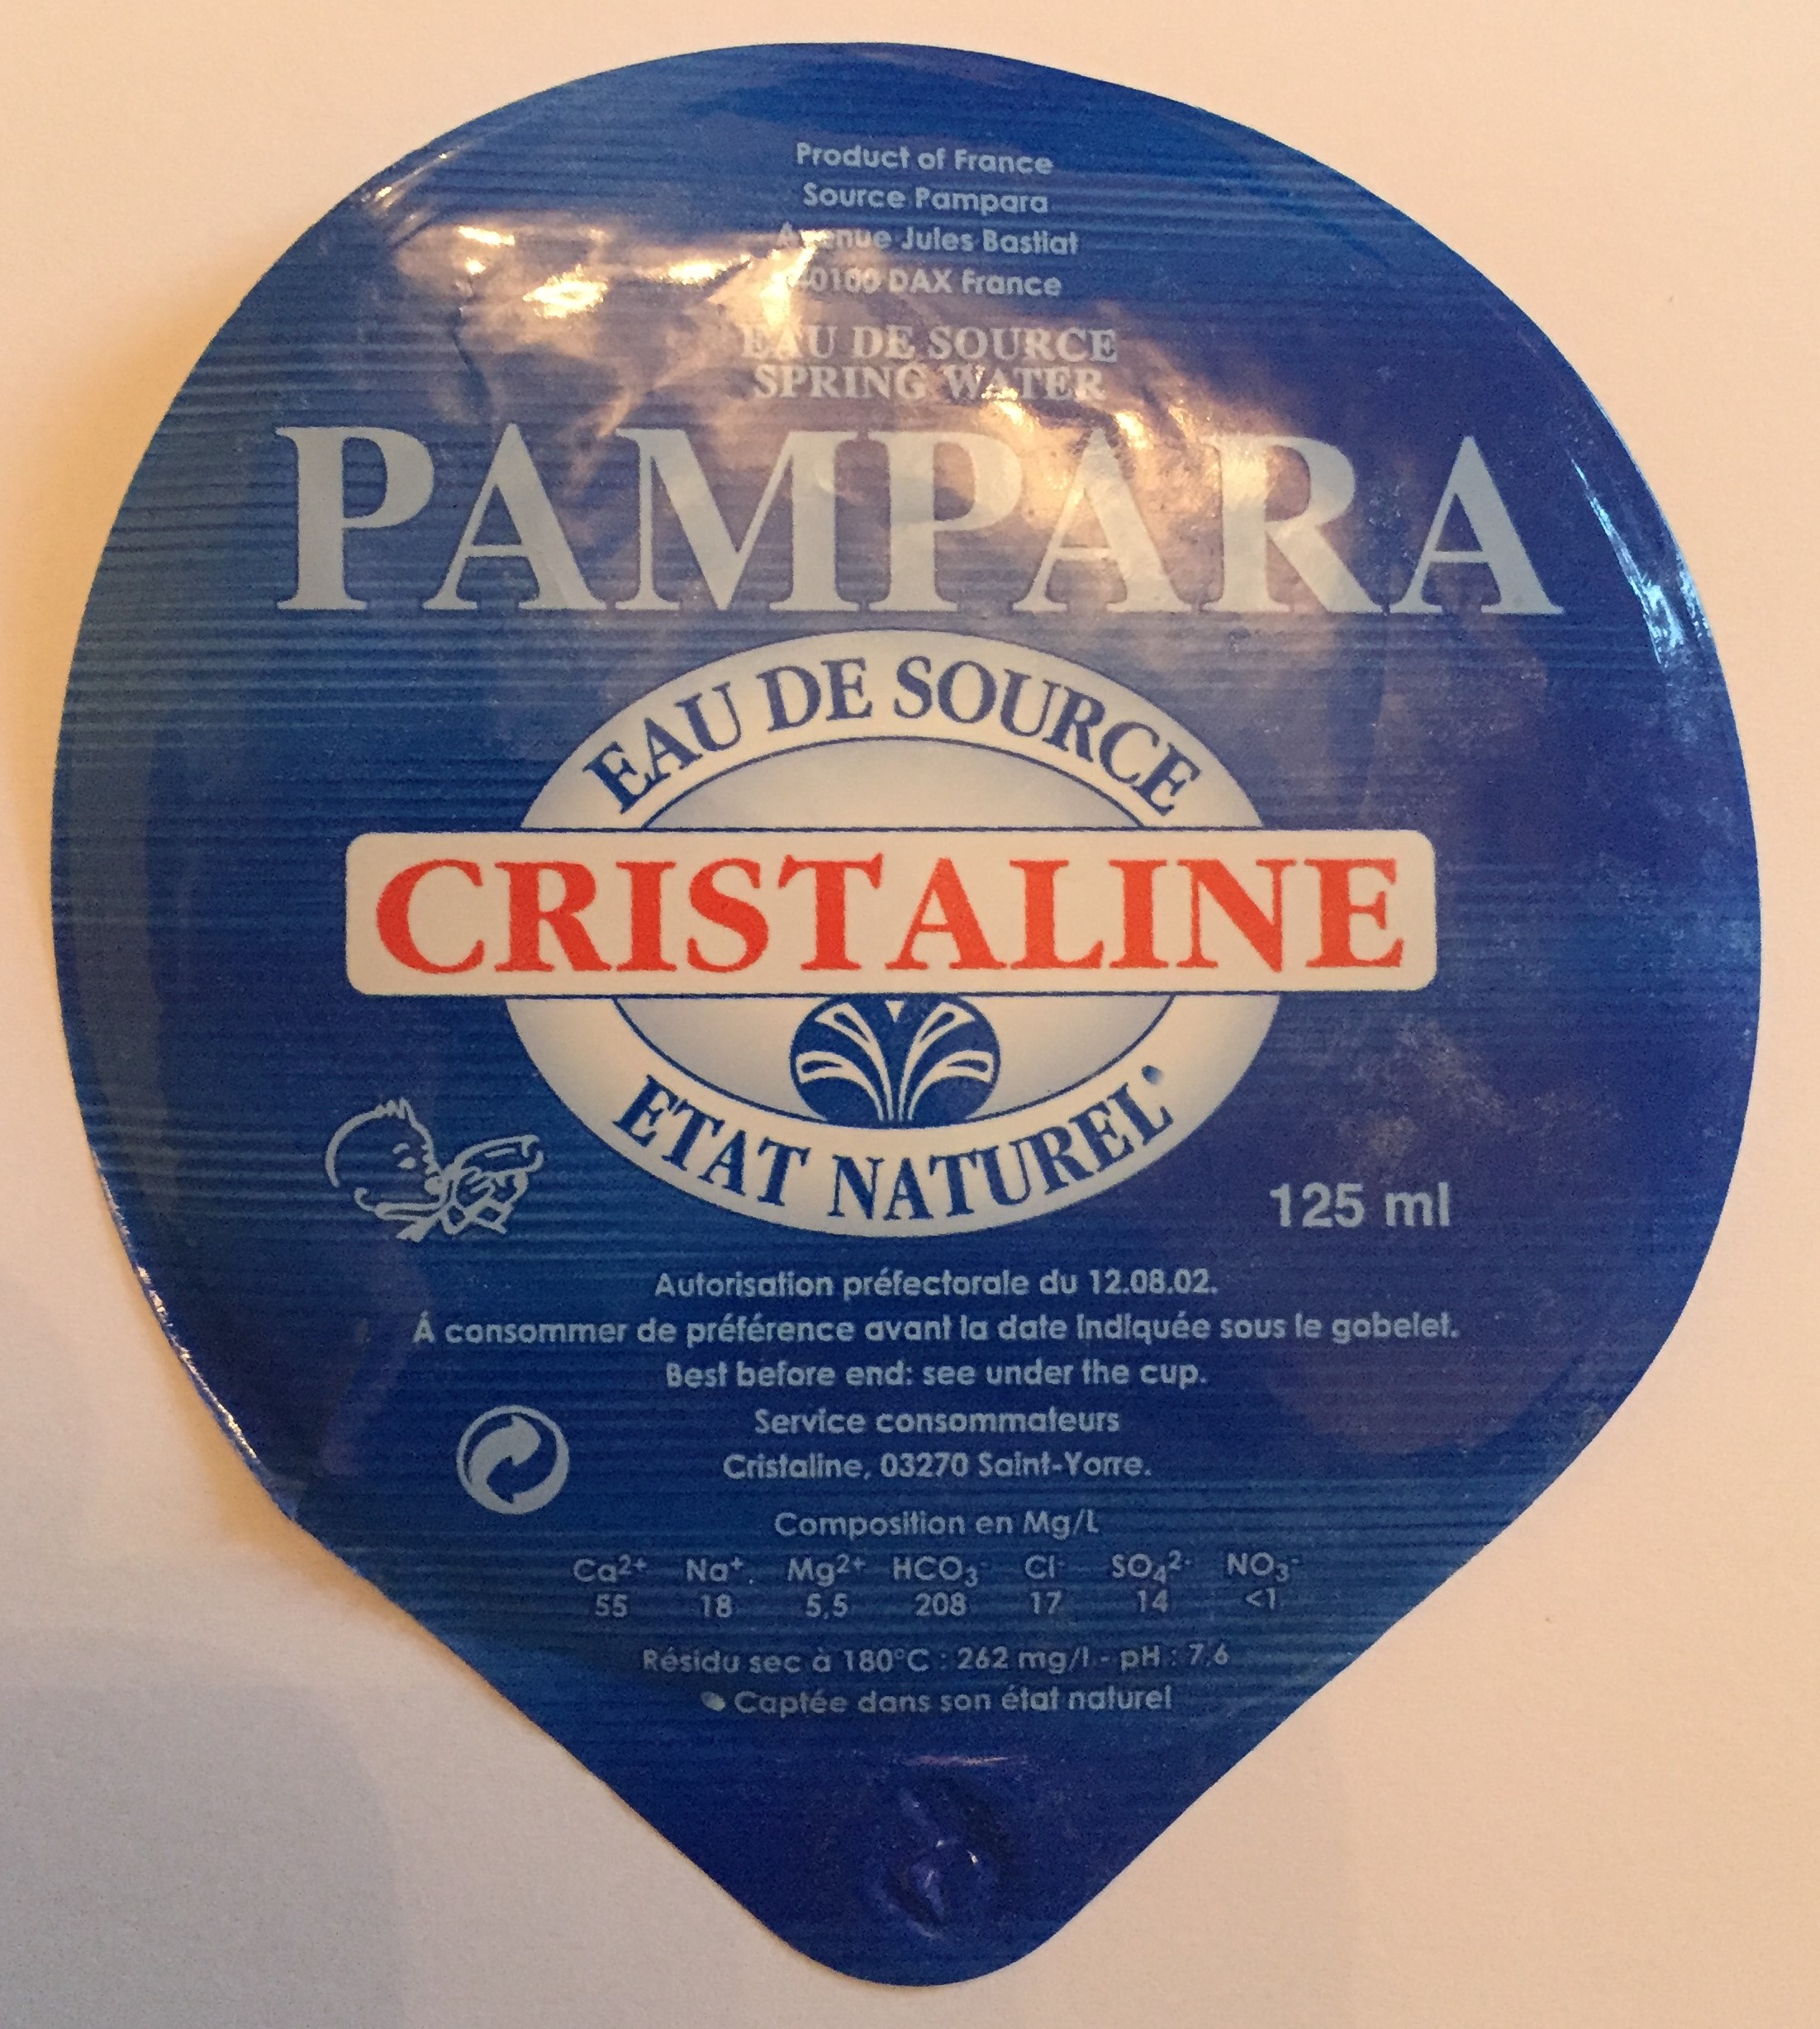 Product of France
Source Pampara
Avenue Jules Bastiat
40100 DAX France
EAU DE SOURCE
SPRING WATER
PAMPARA
EAU DE SOURCE
CRISTALINE
ETAT NATUREL
125 ml
Autorisation préfectorale du 12.08.02.
Á consommer de préférence avant la date indiquée sous le gobelet.
Best before end: see under the cup.
Service consommateurs
Cristaline, 03270 Saint-Yorre.
Composition en Mg/L
Ca²⁺ Na⁺ Mg²⁺ HCO₃⁻ Cl⁻ SO₄²⁻ NO₃⁻
55 18 5,5 208 17 14 <1
Résidu sec à 180°C : 262 mg/l - pH : 7,6
Captée dans son état naturel